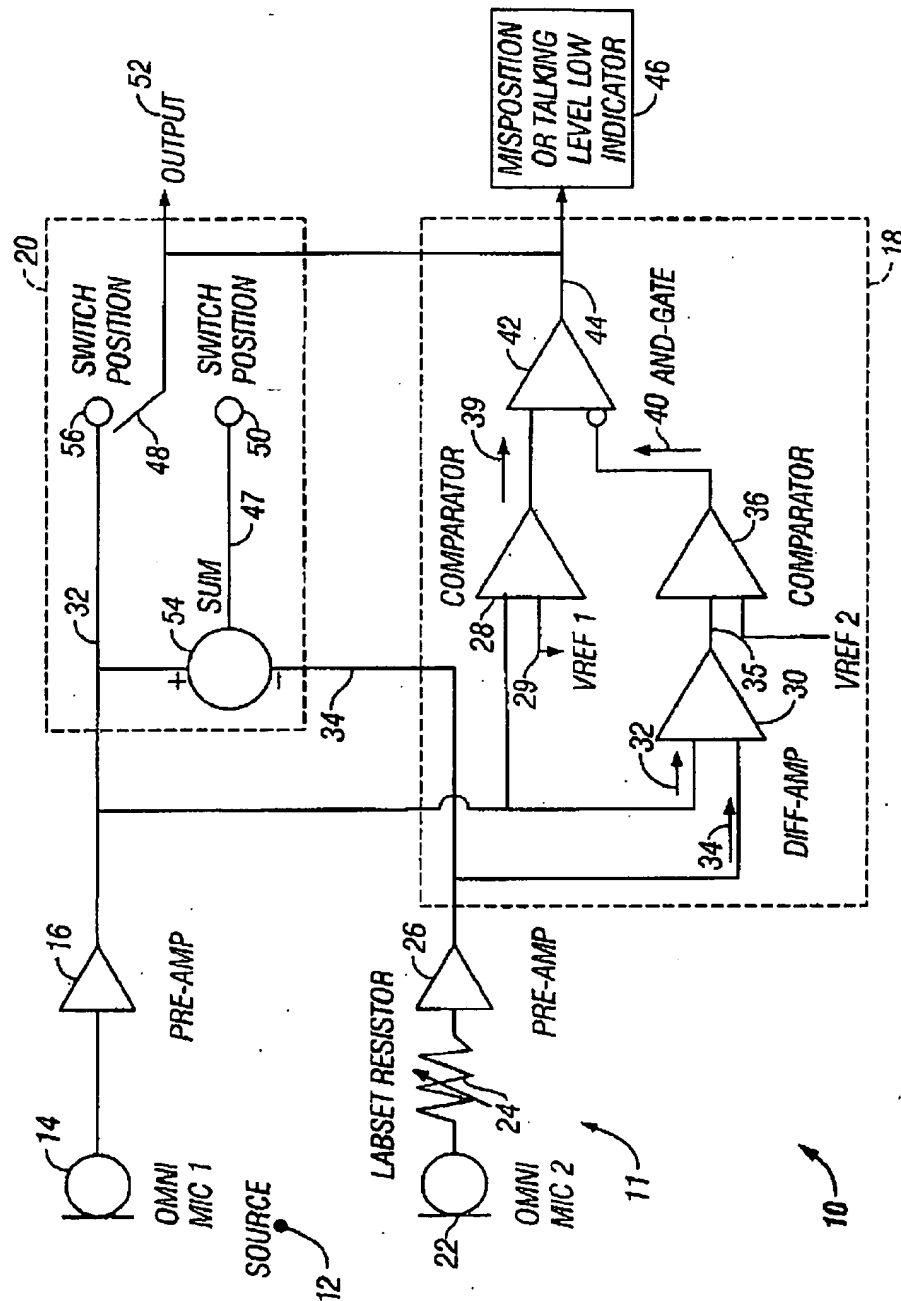 14
OMNI
MIC 1
SOURCE
12
16
PRE-AMP
22
OMNI
MIC 2
LABSET RESISTOR
24
26
PRE-AMP
11
10
20
32
54
+
-
SUM
47
56
SWITCH
POSITION
48
SWITCH
POSITION
50
52
OUTPUT
34
18
28
COMPARATOR
29
VREF 1
39
32
34
DIFF-AMP
30
35
36
COMPARATOR
VREF 2
40
AND-GATE
42
44
MISPOSITION
OR TALKING
LEVEL LOW
INDICATOR
46